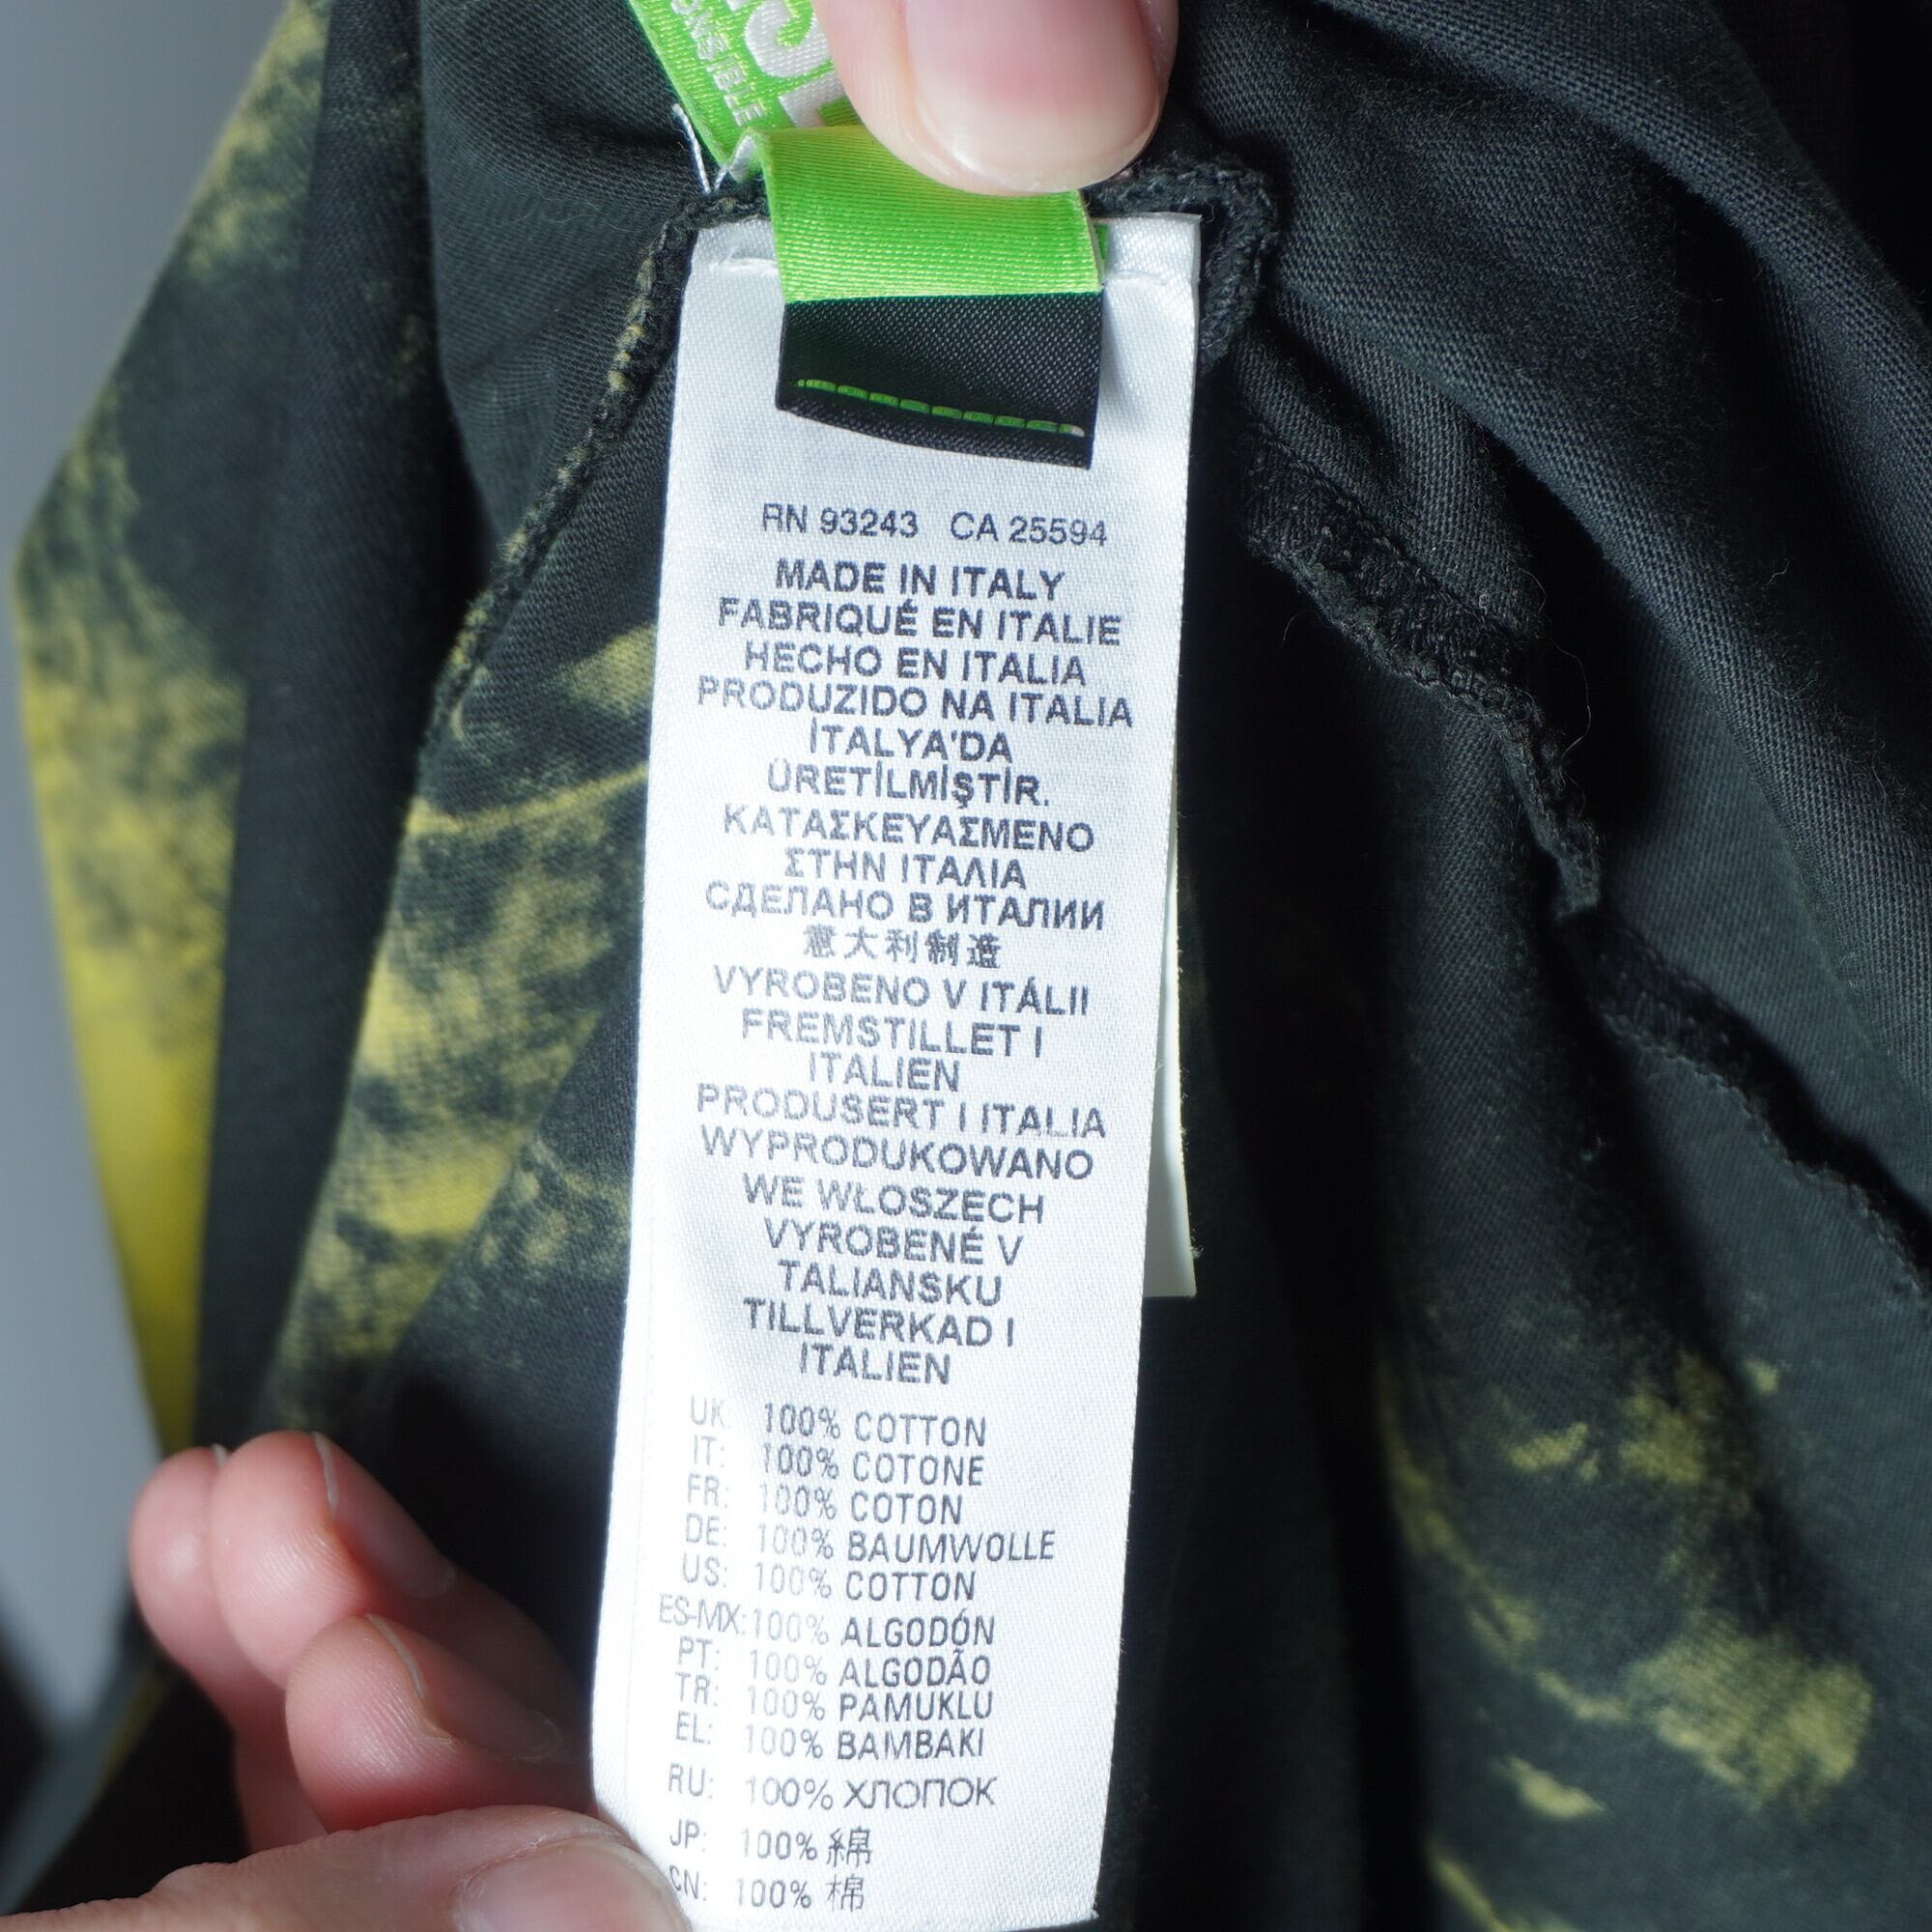 RN 93243 CA 25594
MADE IN ITALY
FABRIQUÉ EN ITALIE
HECHO EN ITALIA
PRODUZIDO NA ITALIA
İTALYA'DA
ÜRETİLMİŞTİR.
ΚΑΤΑΣΚΕΥΑΣΜΕΝΟ
ΣΤΗΝ ΙΤΑΛΙΑ
СДЕЛАНО В ИТАЛИИ
意大利制造
VYROBENO V ITÁLII
FREMSTILLET I
ITALIEN
PRODUSERT I ITALIA
WYPRODUKOWANO
WE WŁOSZECH
VYROBENÉ V
TALIANSKU
TILLVERKAD I
ITALIEN
UK: 100% COTTON
IT: 100% COTONE
FR: 100% COTON
DE: 100% BAUMWOLLE
US: 100% COTTON
ES-MX: 100% ALGODÓN
PT: 100% ALGODÃO
TR: 100% PAMUKLU
EL: 100% ΒΑΜΒΑΚΙ
RU: 100% ХЛОПОК
JP: 100% 綿
CN: 100% 棉